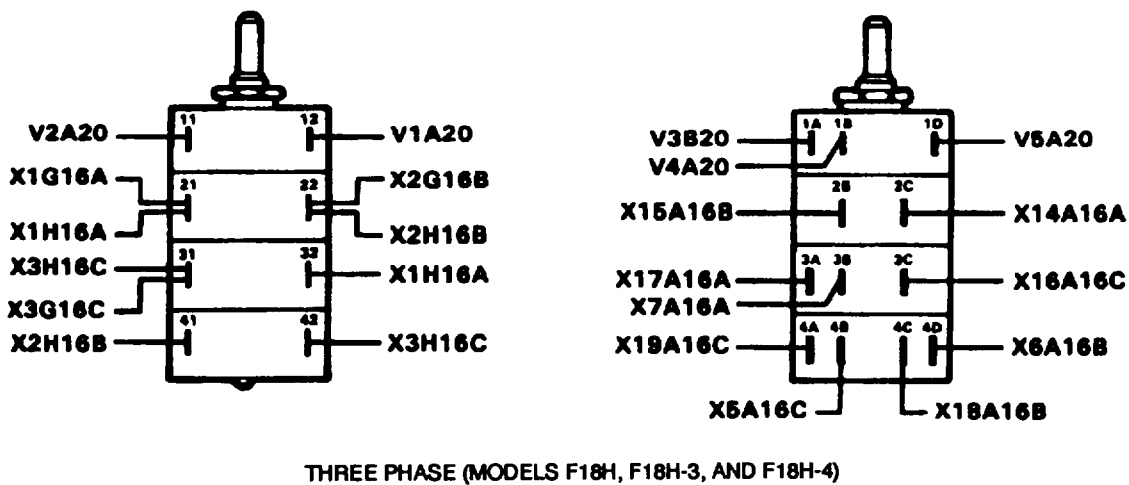 11 12
V2A20 V1A20
X1G16A 21 22 X2G16B
X1H16A X2H16B
X3H16C 31 32 X1H16A
X3G16C
X2H16B 41 42 X3H16C
1A 1B 1D
V3B20 V5A20
V4A20
2B 2C
X15A16B X14A16A
3A 3B 3C
X17A16A X16A16C
X7A16A
4A 4B 4C 4D
X19A16C X6A16B
X5A16C X18A16B
THREE PHASE (MODELS F18H, F18H-3, AND F18H-4)